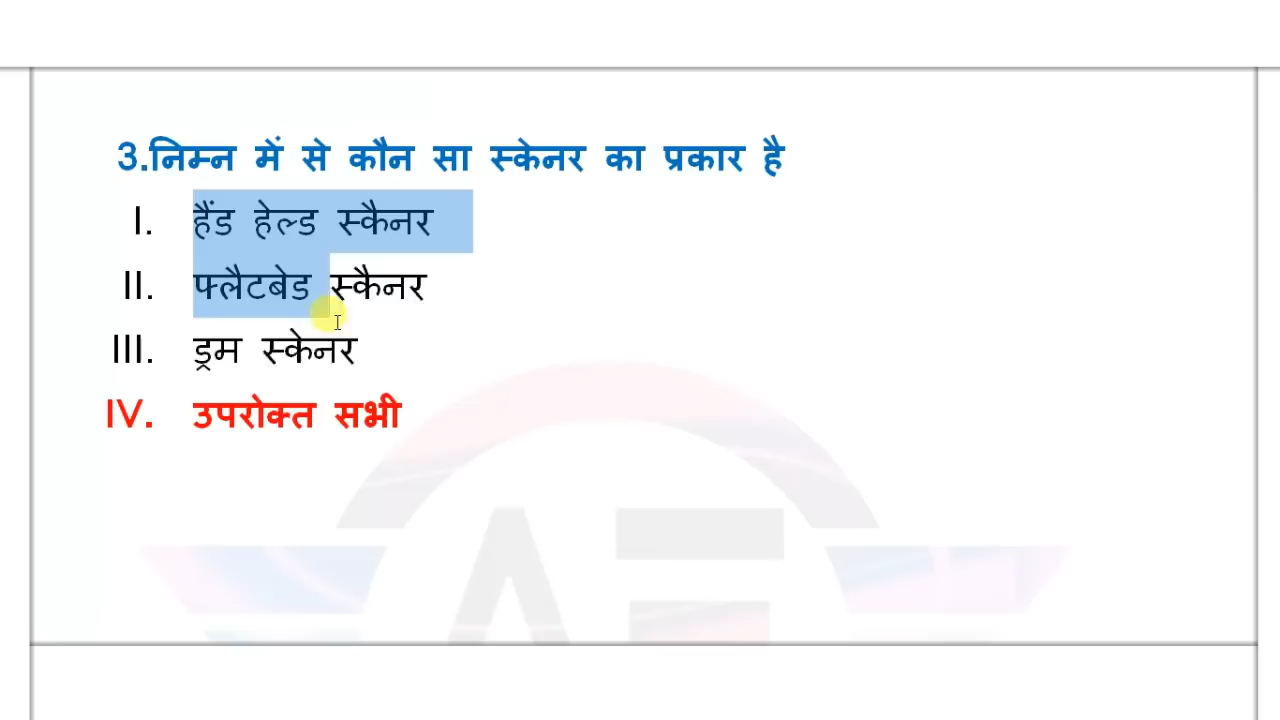 3.निम्न में से कौन सा स्केनर का प्रकार है
I. हैंड हेल्ड स्कैनर
II. फ्लैटबेड स्कैनर
III. ड्रम स्केनर
IV. उपरोक्त सभी